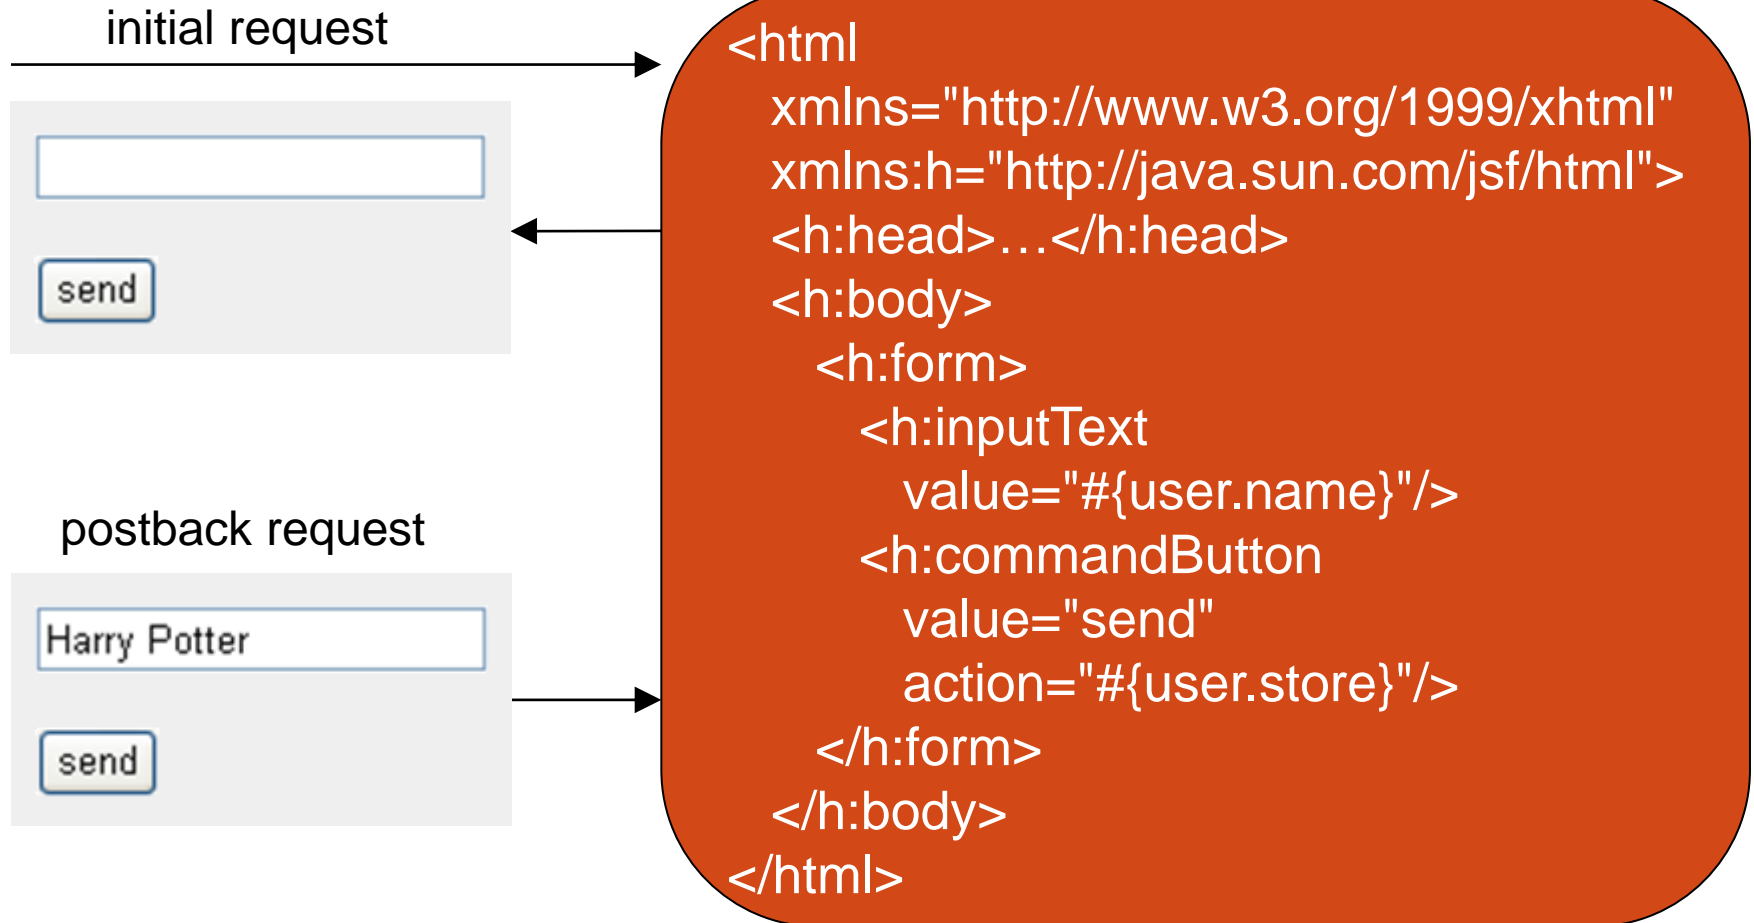 initial request
send
postback request
Harry Potter
send
<html
xmlns="http://www.w3.org/1999/xhtml"
xmlns:h="http://java.sun.com/jsf/html">
<h:head>…</h:head>
<h:body>
<h:form>
<h:inputText
value="#{user.name}"/>
<h:commandButton
value="send"
action="#{user.store}"/>
</h:form>
</h:body>
</html>